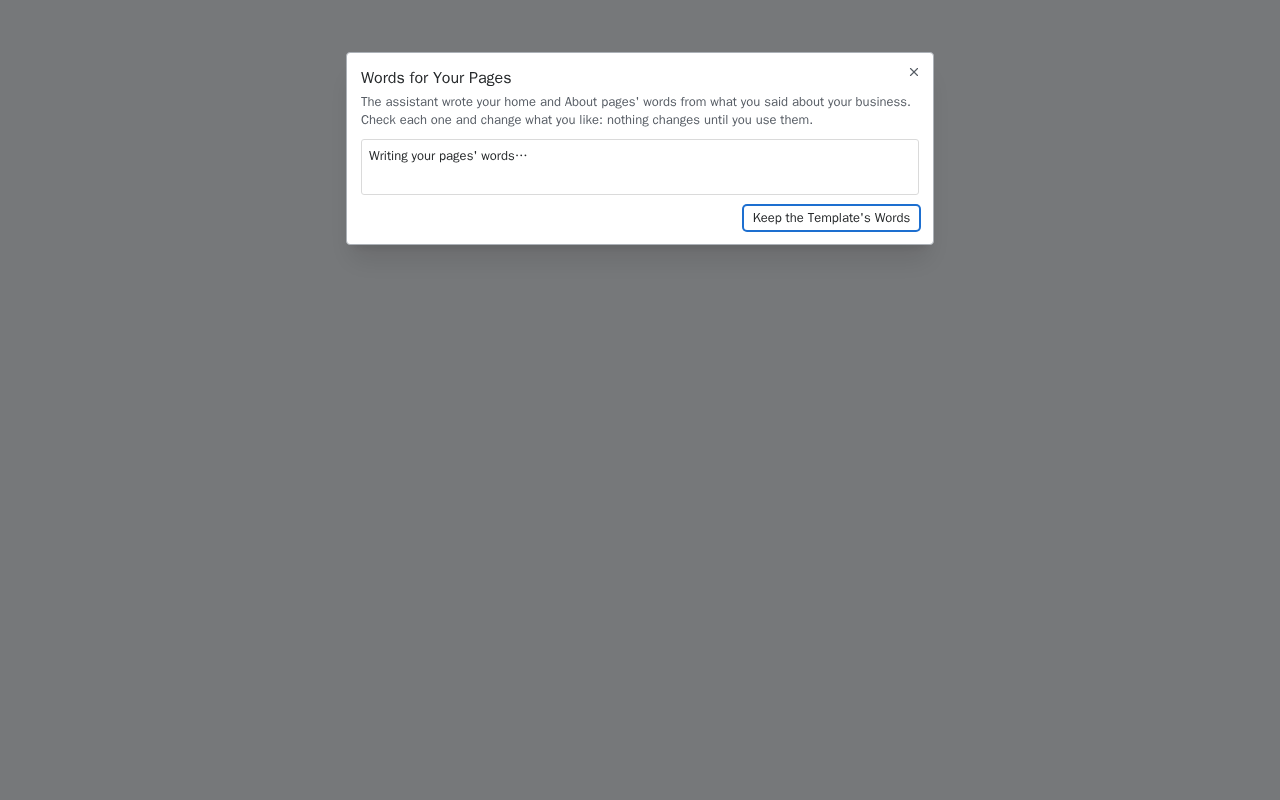 Words for Your Pages
The assistant wrote your home and About pages' words from what you said about your business.
Check each one and change what you like: nothing changes until you use them.
Writing your pages' words⋯
Keep the Template's Words